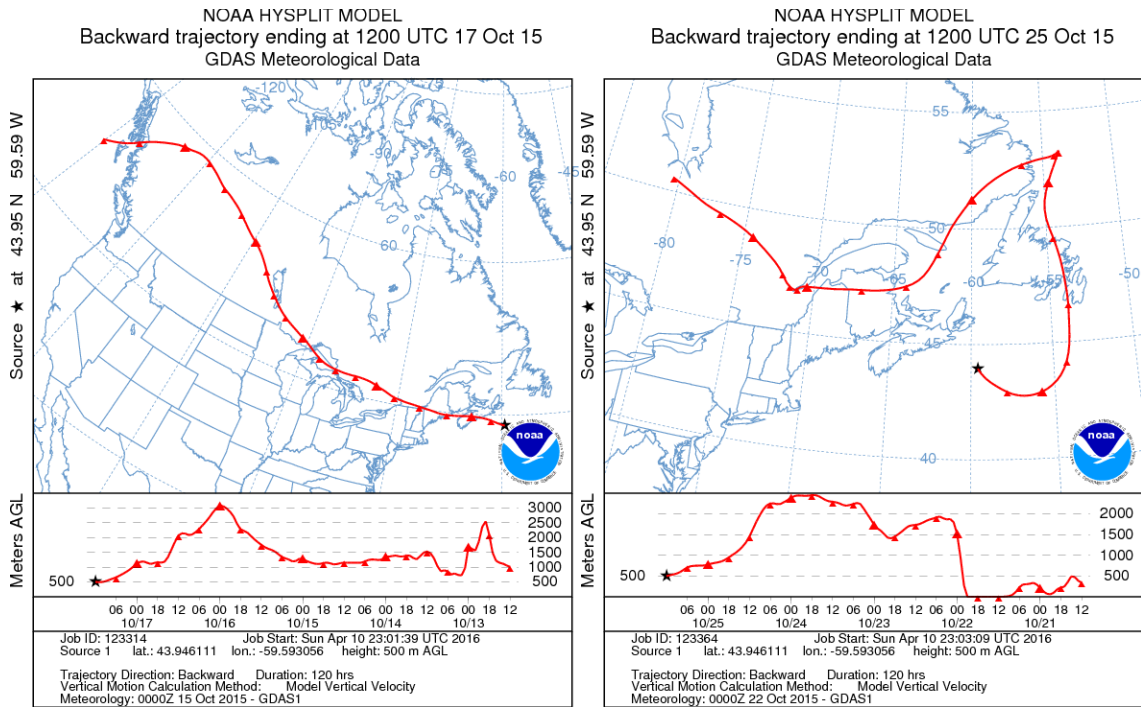 NOAA HYSPLIT MODEL
Backward trajectory ending at 1200 UTC 17 Oct 15
GDAS Meteorological Data
Source ★ at 43.95 N 59.59 W
-120
-90
-60
-45
60
noaa
Meters AGL
500
3000
2500
2000
1500
1000
500
06 00 18 12 06 00 18 12 06 00 18 12 06 00 18 12 06 00 18 12
10/17 10/16 10/15 10/14 10/13
Job ID: 123314 Job Start: Sun Apr 10 23:01:39 UTC 2016
Source 1 lat.: 43.946111 lon.: -59.593056 height: 500 m AGL
Trajectory Direction: Backward Duration: 120 hrs
Vertical Motion Calculation Method: Model Vertical Velocity
Meteorology: 0000Z 15 Oct 2015 - GDAS1
NOAA HYSPLIT MODEL
Backward trajectory ending at 1200 UTC 25 Oct 15
GDAS Meteorological Data
Source ★ at 43.95 N 59.59 W
55
-80
-75
-70
-65
-60
-55
-50
50
45
40
noaa
Meters AGL
500
2000
1500
1000
500
06 00 18 12 06 00 18 12 06 00 18 12 06 00 18 12 06 00 18 12
10/25 10/24 10/23 10/22 10/21
Job ID: 123364 Job Start: Sun Apr 10 23:03:09 UTC 2016
Source 1 lat.: 43.946111 lon.: -59.593056 height: 500 m AGL
Trajectory Direction: Backward Duration: 120 hrs
Vertical Motion Calculation Method: Model Vertical Velocity
Meteorology: 0000Z 22 Oct 2015 - GDAS1